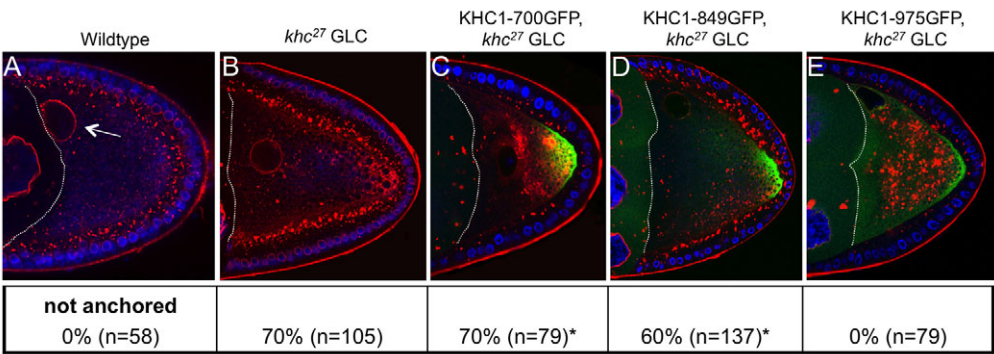 Wildtype
khc27 GLC
KHC1-700GFP,
khc27 GLC
KHC1-849GFP,
khc27 GLC
KHC1-975GFP,
khc27 GLC
A
B
C
D
E
not anchored
0% (n=58)
70% (n=105)
70% (n=79)*
60% (n=137)*
0% (n=79)